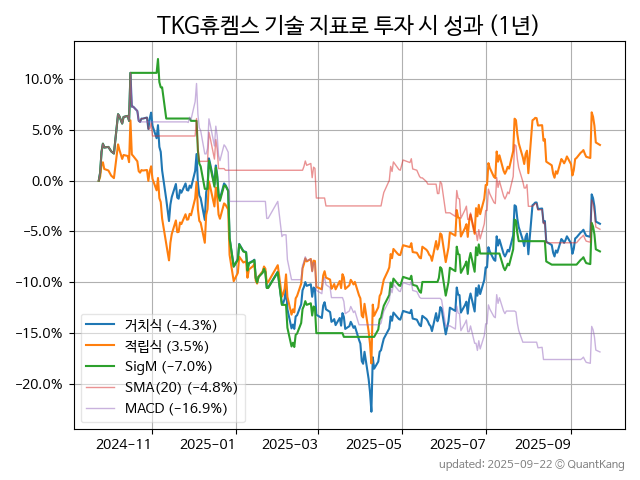 TKG휴켐스 기술 지표로 투자 시 성과 (1년)
10.0%
5.0%
0.0%
−5.0%
−10.0%
−15.0%
−20.0%
거치식 (−4.3%)
적립식 (3.5%)
SigM (−7.0%)
SMA(20) (−4.8%)
MACD (−16.9%)
2024−11
2025−01
2025−03
2025−05
2025−07
2025−09
updated: 2025−09−22 © QuantKang